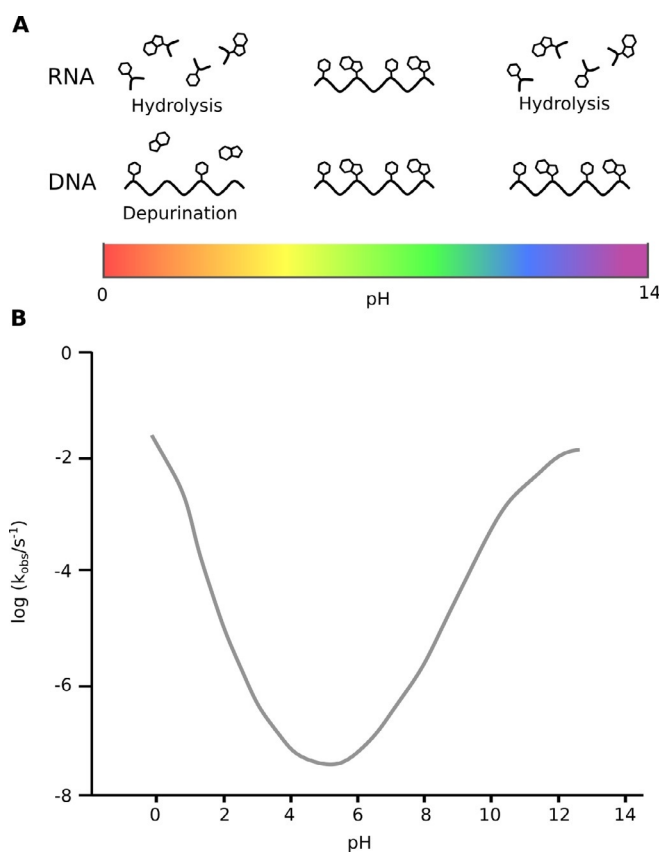 A
RNA
Hydrolysis
Hydrolysis
DNA
Depurination
0
pH
14
B
0
-2
-4
-6
-8
log (kobs/s-1)
0 2 4 6 8 10 12 14
pH